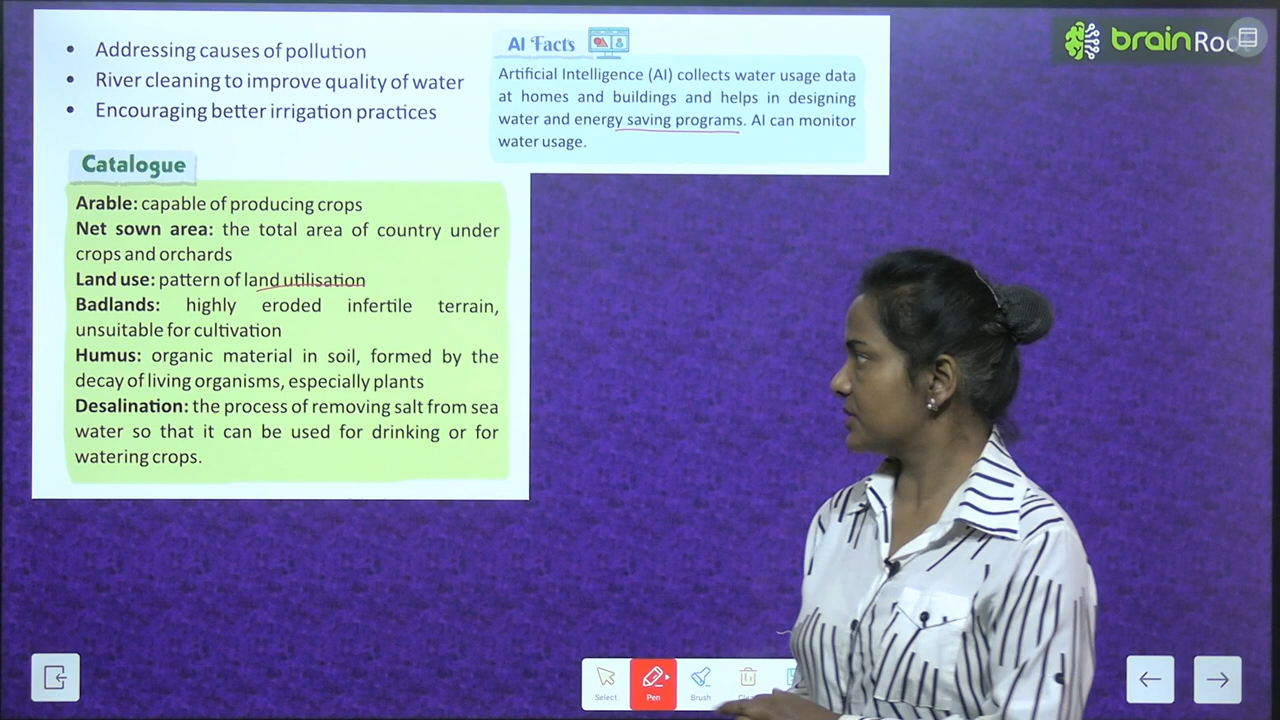 • Addressing causes of pollution
• River cleaning to improve quality of water
• Encouraging better irrigation practices
AI Facts
Artificial Intelligence (AI) collects water usage data
at homes and buildings and helps in designing
water and energy saving programs. AI can monitor
water usage.
brain
Catalogue
Arable: capable of producing crops
Net sown area: the total area of country under
crops and orchards
Land use: pattern of land utilisation
Badlands: highly eroded infertile terrain,
unsuitable for cultivation
Humus: organic material in soil, formed by the
decay of living organisms, especially plants
Desalination: the process of removing salt from sea
water so that it can be used for drinking or for
watering crops.
Select
Pen
Brush